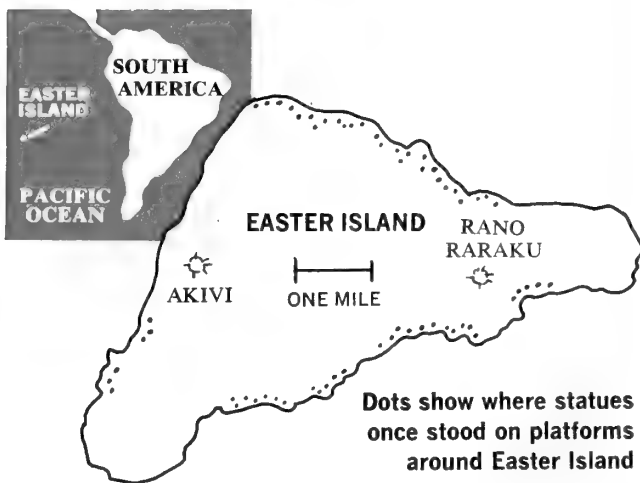 SOUTH
AMERICA
EASTER
ISLAND
PACIFIC
OCEAN
EASTER ISLAND
RANO
RARAKU
AKIVI
ONE MILE
Dots show where statues
once stood on platforms
around Easter Island